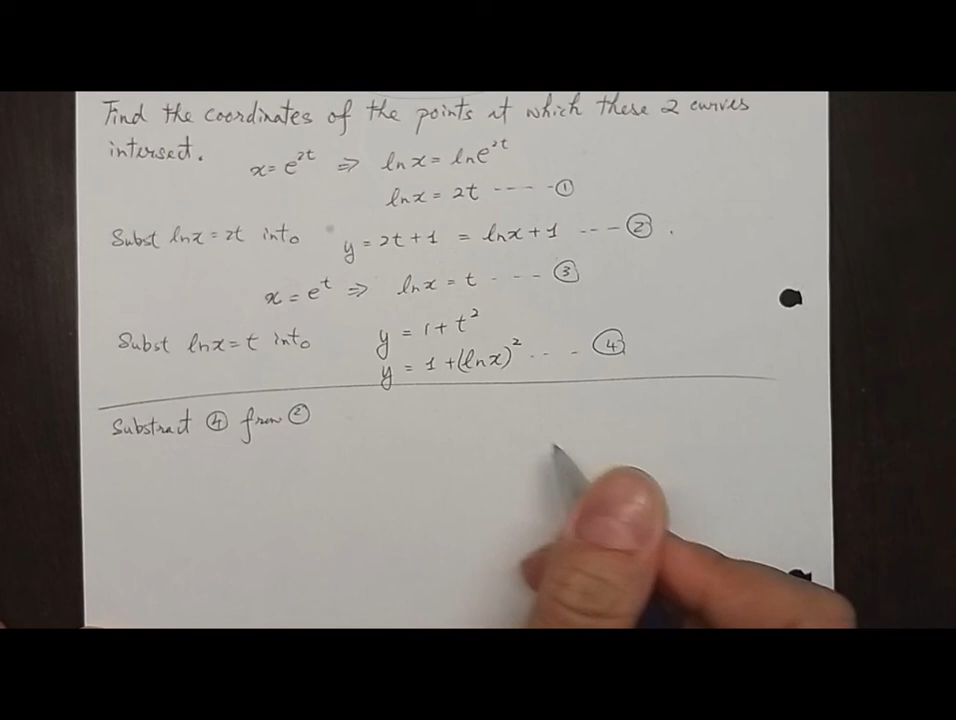 Find the coordinates of the points at which these 2 curves
intersect. x = e^{2t} ⇒ ln x = ln e^{2t}
ln x = 2t ---- -①
Subst ln x = 2t into y = 2t + 1 = ln x + 1 --- ② .
x = e^t ⇒ ln x = t - - - - ③
Subst ln x = t into y = 1 + t^2
y = 1 + (ln x)^2 - - - ④
Substract ④ from ②